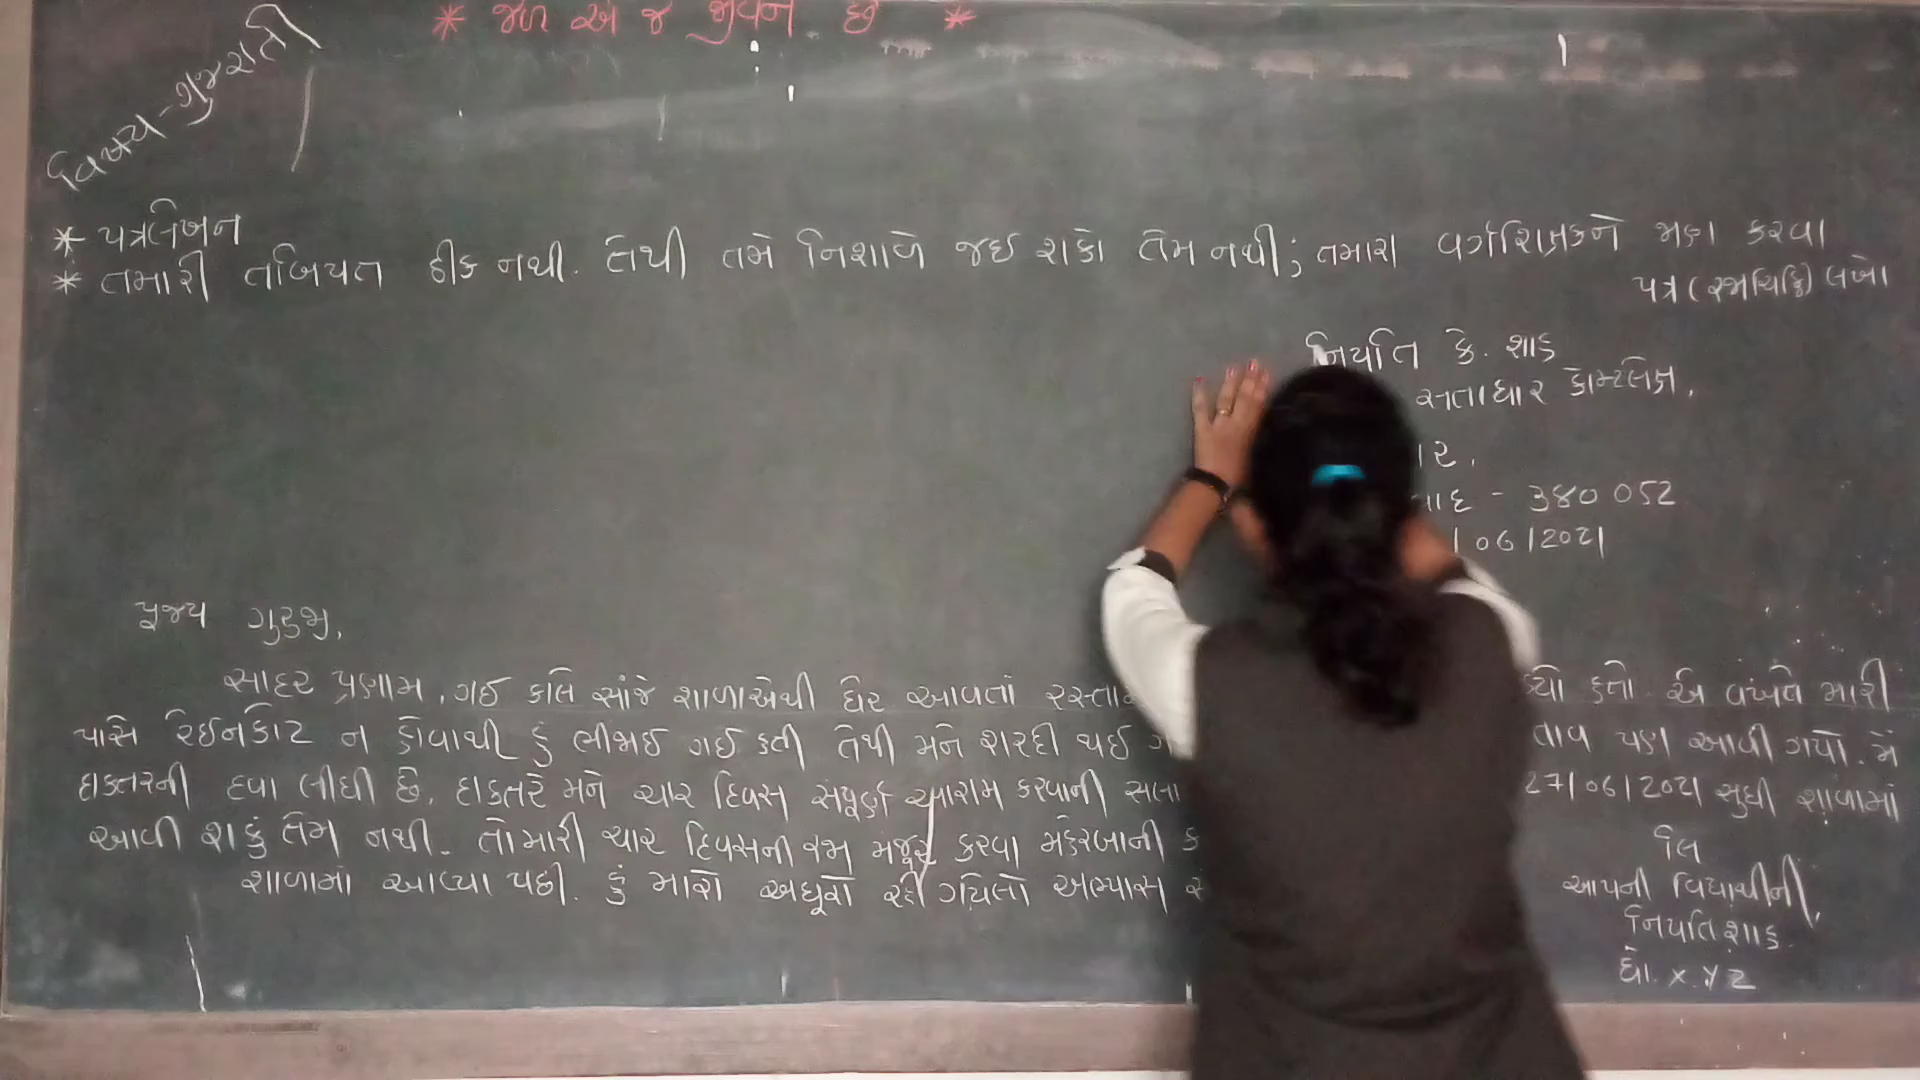 * જળ એ જ જીવન છે *
વિષય-ગુજરાતી
* પત્રલેખન
* તમારી તબિયત ઠીક નથી. તેથી તમે નિશાળે જઈ શકો તેમ નથી; તમારા વર્ગશિક્ષકને જાણ કરવા
પત્ર (રજાચિઠ્ઠિ) લખો
નિયતિ કે. શાહ
સતાધાર કોમ્પ્લેક્ષ,
ાર,
ાદ - 380 052
/06/2021
પૂજ્ય ગુરુજી,
સાદર પ્રણામ, ગઈ કાલે સાંજે શાળાએથી ઘેર આવતાં રસ્તામ હતો. એ વખતે મારી
પાસે રેઈનકોટ ન હોવાથી હું ભીંજાઈ ગઈ હતી તેથી મને શરદી થઈ ગ તાવ પણ આવી ગયો. મેં
ડાક્તરની દવા લીધી છે. ડાક્તરે મને ચાર દિવસ સંપૂર્ણ આરામ કરવાની સલા 27/06/2021 સુધી શાળામાં
આવી શકું તેમ નથી. તો મારી ચાર દિવસની રજા મંજૂર કરવા મહેરબાની ક
શાળામાં આવ્યા પછી. હું મારો અધૂરો રહી ગયેલો અભ્યાસ
લિ
આપની વિદ્યાર્થીની,
નિયતિ શાહ.
ધો. x. y z